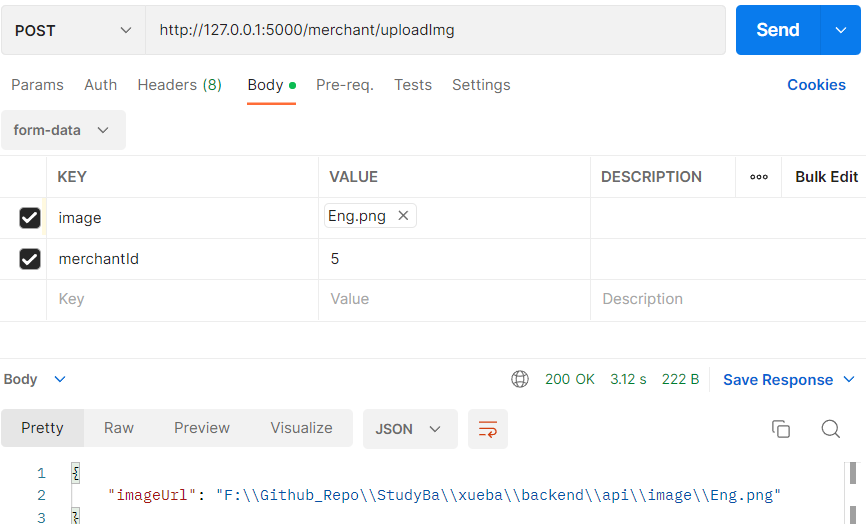 POST http://127.0.0.1:5000/merchant/uploadImg Send
Params Auth Headers (8) Body Pre-req. Tests Settings Cookies
form-data
KEY VALUE DESCRIPTION ooo Bulk Edit
image Eng.png
merchantId 5
Key Value Description
Body 200 OK 3.12 s 222 B Save Response
Pretty Raw Preview Visualize JSON
1 {
2 "imageUrl": "F:\\Github_Repo\\StudyBa\\xueba\\backend\\api\\image\\Eng.png"
3 }